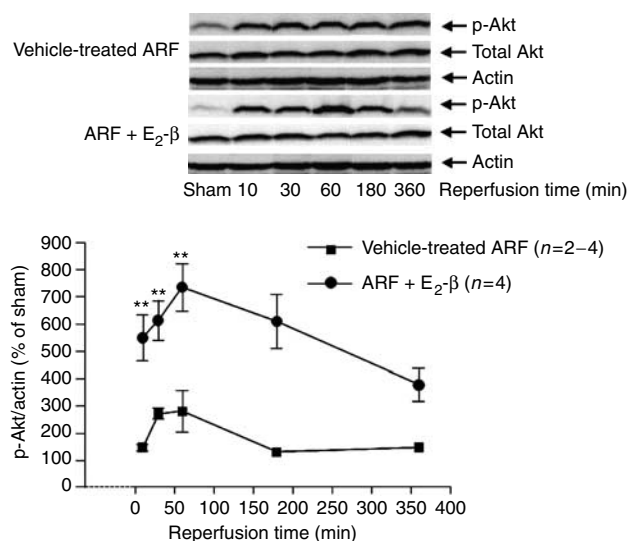 p-Akt
Vehicle-treated ARF
Total Akt
Actin
p-Akt
ARF + E₂-β
Total Akt
Actin
Sham 10 30 60 180 360 Reperfusion time (min)
900
800
700
600
500
400
300
200
100
0
p-Akt/actin (% of sham)
**
**
**
Vehicle-treated ARF (n=2–4)
ARF + E₂-β (n=4)
0 50 100 150 200 250 300 350 400
Reperfusion time (min)